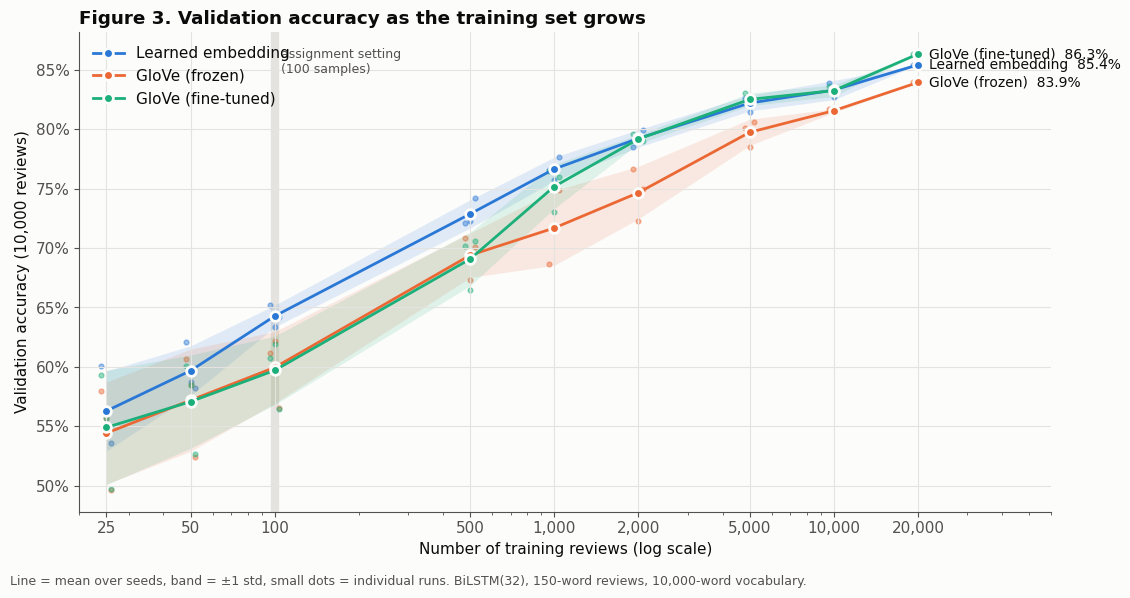 Figure 3. Validation accuracy as the training set grows
Learned embedding
GloVe (frozen)
GloVe (fine-tuned)
assignment setting
(100 samples)
GloVe (fine-tuned) 86.3%
Learned embedding 85.4%
GloVe (frozen) 83.9%
Validation accuracy (10,000 reviews)
85%
80%
75%
70%
65%
60%
55%
50%
25 50 100 500 1,000 2,000 5,000 10,000 20,000
Number of training reviews (log scale)
Line = mean over seeds, band = ±1 std, small dots = individual runs. BiLSTM(32), 150-word reviews, 10,000-word vocabulary.